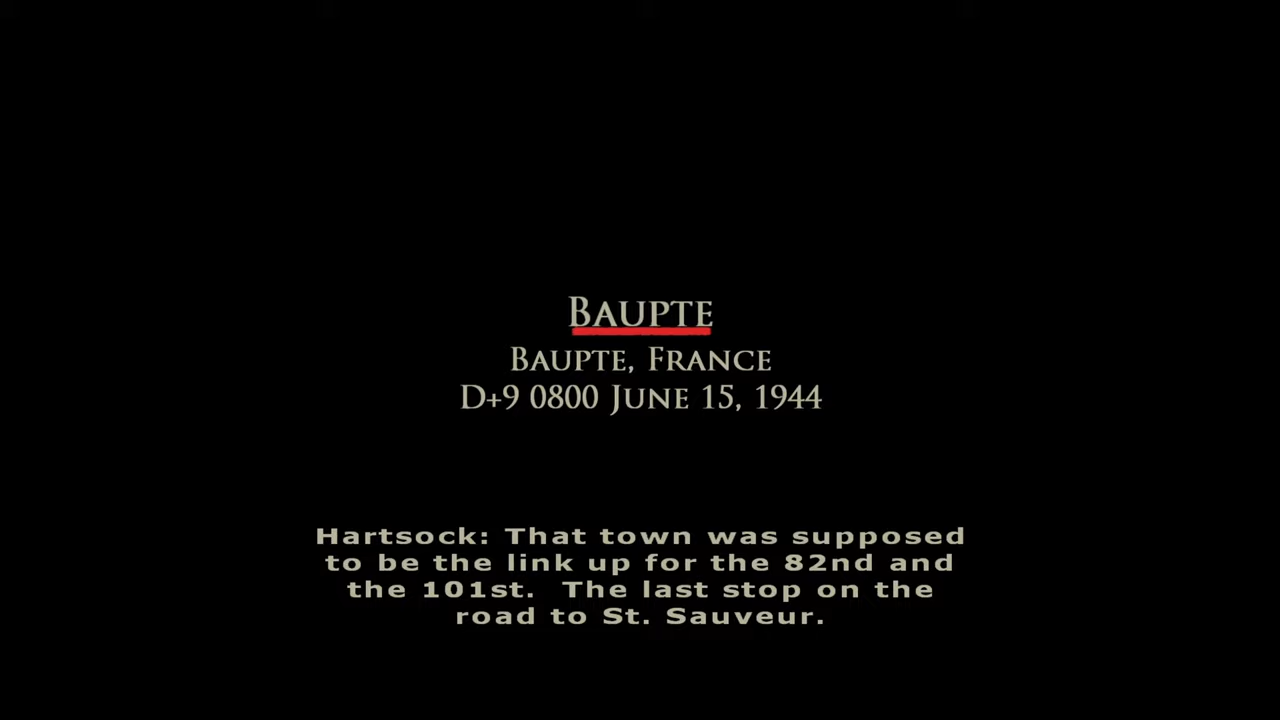 Baupte
Baupte, France
D+9 0800 June 15, 1944
Hartsock: That town was supposed
to be the link up for the 82nd and
the 101st.  The last stop on the
road to St. Sauveur.